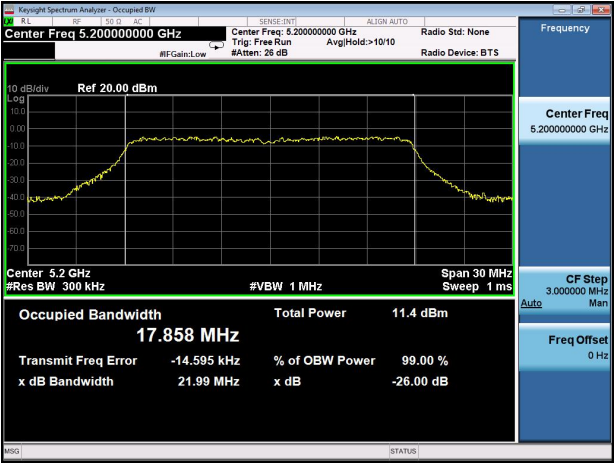 Keysight Spectrum Analyzer - Occupied BW
RL RF 50 Ω AC SENSE:INT ALIGN AUTO
Center Freq 5.200000000 GHz
Center Freq: 5.200000000 GHz Radio Std: None
Trig: Free Run Avg|Hold:>10/10
#IFGain:Low #Atten: 26 dB Radio Device: BTS
Frequency
10 dB/div Ref 20.00 dBm
Log
10.0
0.00
-10.0
-20.0
-30.0
-40.0
-50.0
-60.0
-70.0
Center 5.2 GHz Span 30 MHz
#Res BW 300 kHz #VBW 1 MHz Sweep 1 ms
Occupied Bandwidth Total Power 11.4 dBm
17.858 MHz
Transmit Freq Error -14.595 kHz % of OBW Power 99.00 %
x dB Bandwidth 21.99 MHz x dB -26.00 dB
Center Freq
5.200000000 GHz
CF Step
3.000000 MHz
Auto Man
Freq Offset
0 Hz
MSG STATUS